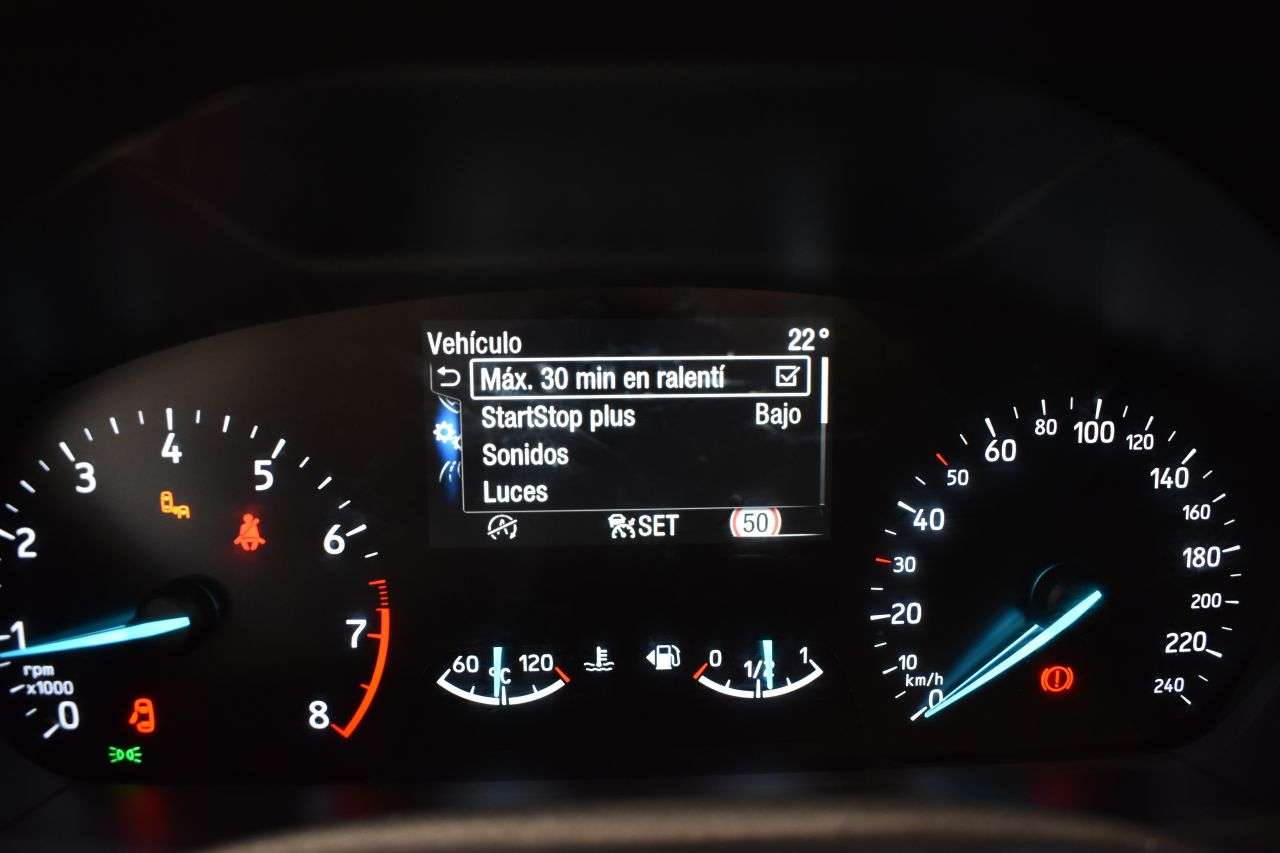 Vehículo 22°
Máx. 30 min en ralentí
StartStop plus Bajo
Sonidos
Luces
SET 50
1 2 3 4 5 6 7 8
rpm
x1000
0
60 °C 120
0 1/2 1
0 10 20 30 40 50 60 80 100 120 140 160 180 200 220 240
km/h